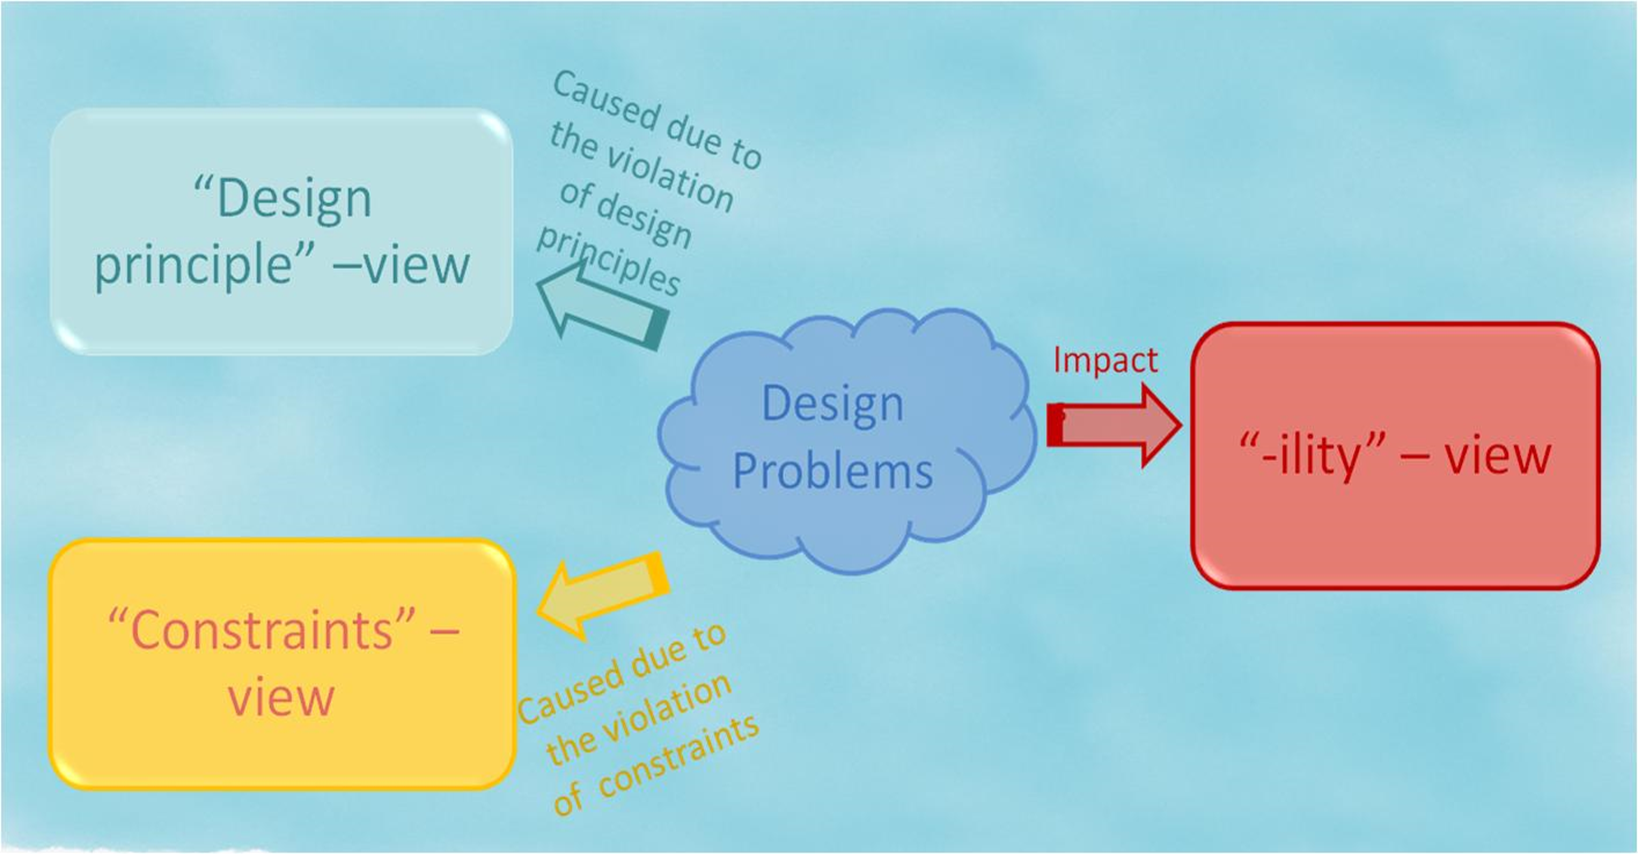 “Design
principle” –view
Caused due to
the violation
of design
principles
Design
Problems
Impact
“-ility” – view
“Constraints” –
view
Caused due to
the violation
of constraints